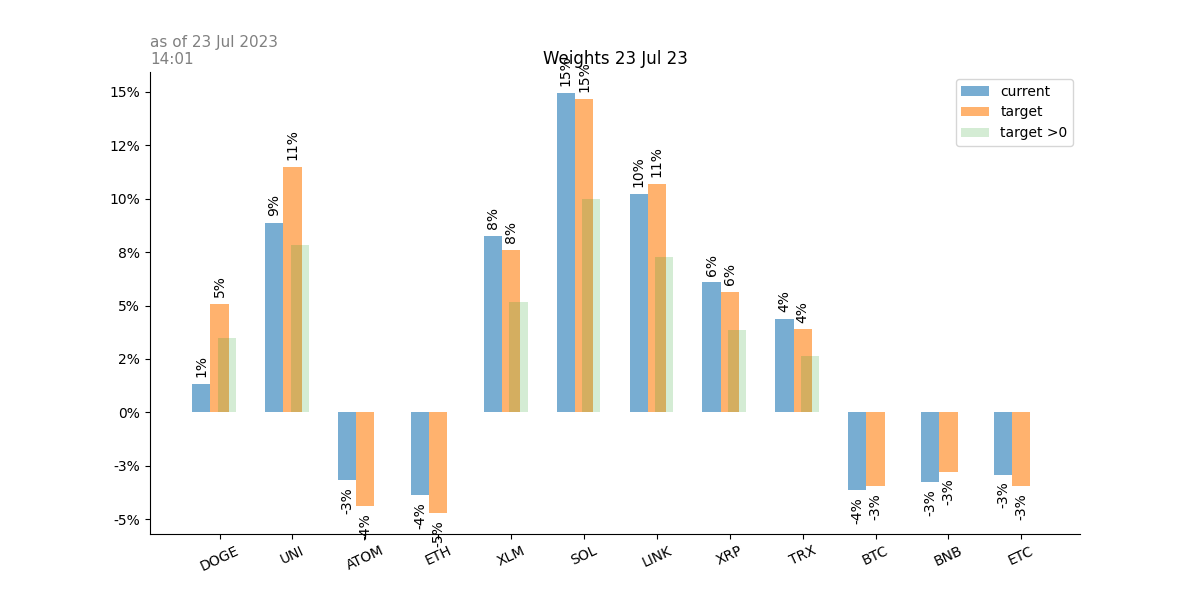 as of 23 Jul 2023
14:01
Weights 23 Jul 23
current
target
target >0
15%
12%
10%
8%
5%
2%
0%
-3%
-5%
1%
5%
9%
11%
-3%
-4%
-4%
-5%
8%
8%
15%
15%
10%
11%
6%
6%
4%
4%
-4%
-3%
-3%
-3%
-3%
-3%
DOGE
UNI
ATOM
ETH
XLM
SOL
LINK
XRP
TRX
BTC
BNB
ETC